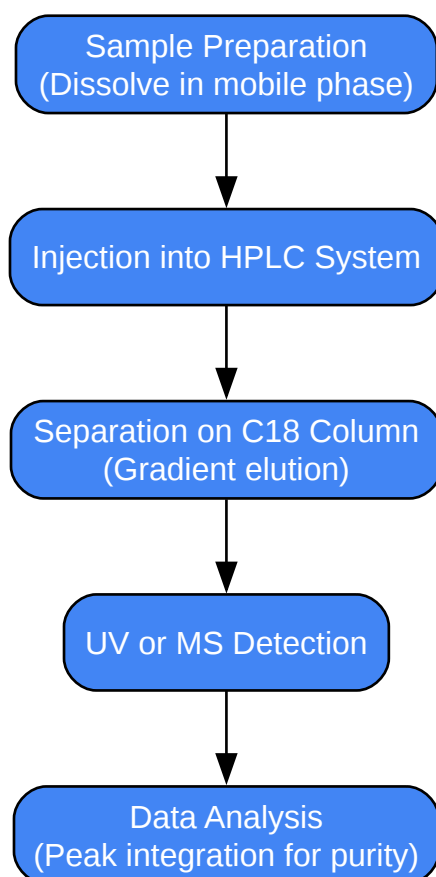 Sample Preparation
(Dissolve in mobile phase)
Injection into HPLC System
Separation on C18 Column
(Gradient elution)
UV or MS Detection
Data Analysis
(Peak integration for purity)